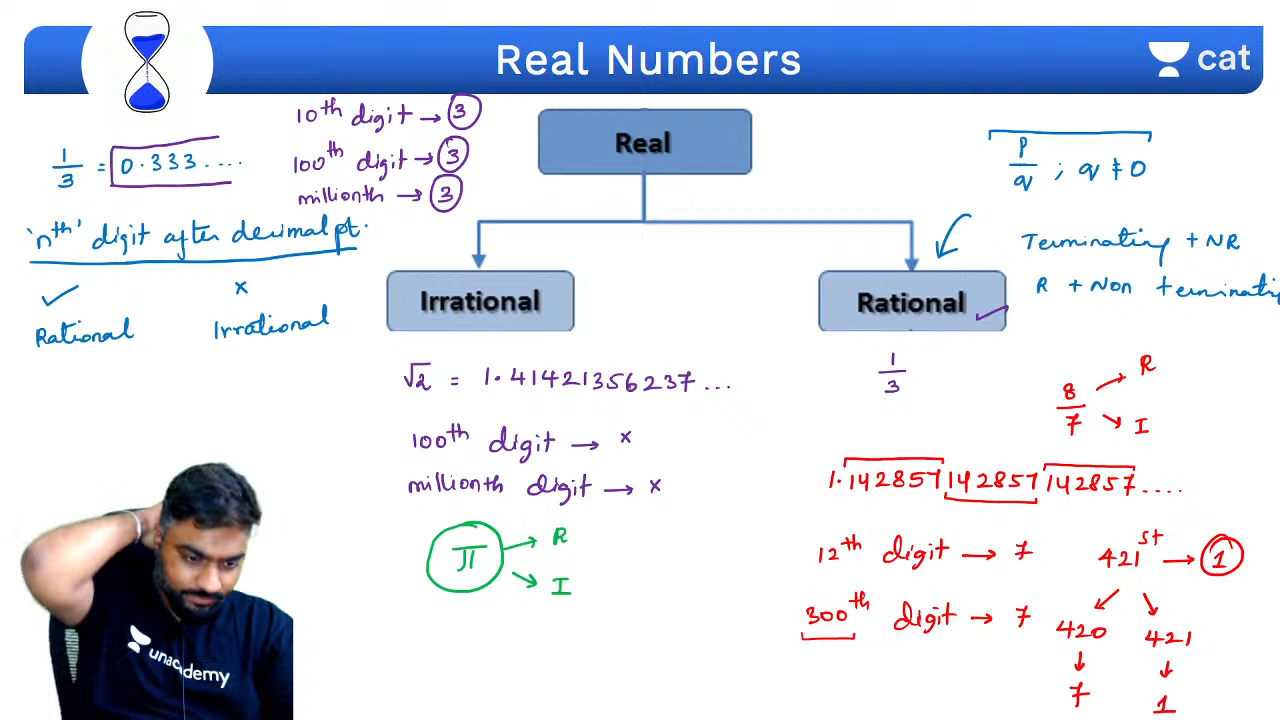 Real Numbers
cat
10th digit → 3
100th digit → 3
millionth → 3
1/3 = 0.333....
'nth' digit after decimal pt.
✓ ×
Rational Irrational
Real
p/q ; q ≠ 0
Terminating + NR
R + Non terminatin
Irrational
Rational ✓
√2 = 1.41421356237...
100th digit → ×
millionth digit → ×
π → R
→ I
1/3
8/7 → R
→ I
1.142857142857142857....
12th digit → 7
300th digit → 7
421st → 1
420 421
↓ ↓
7 1
unacademy